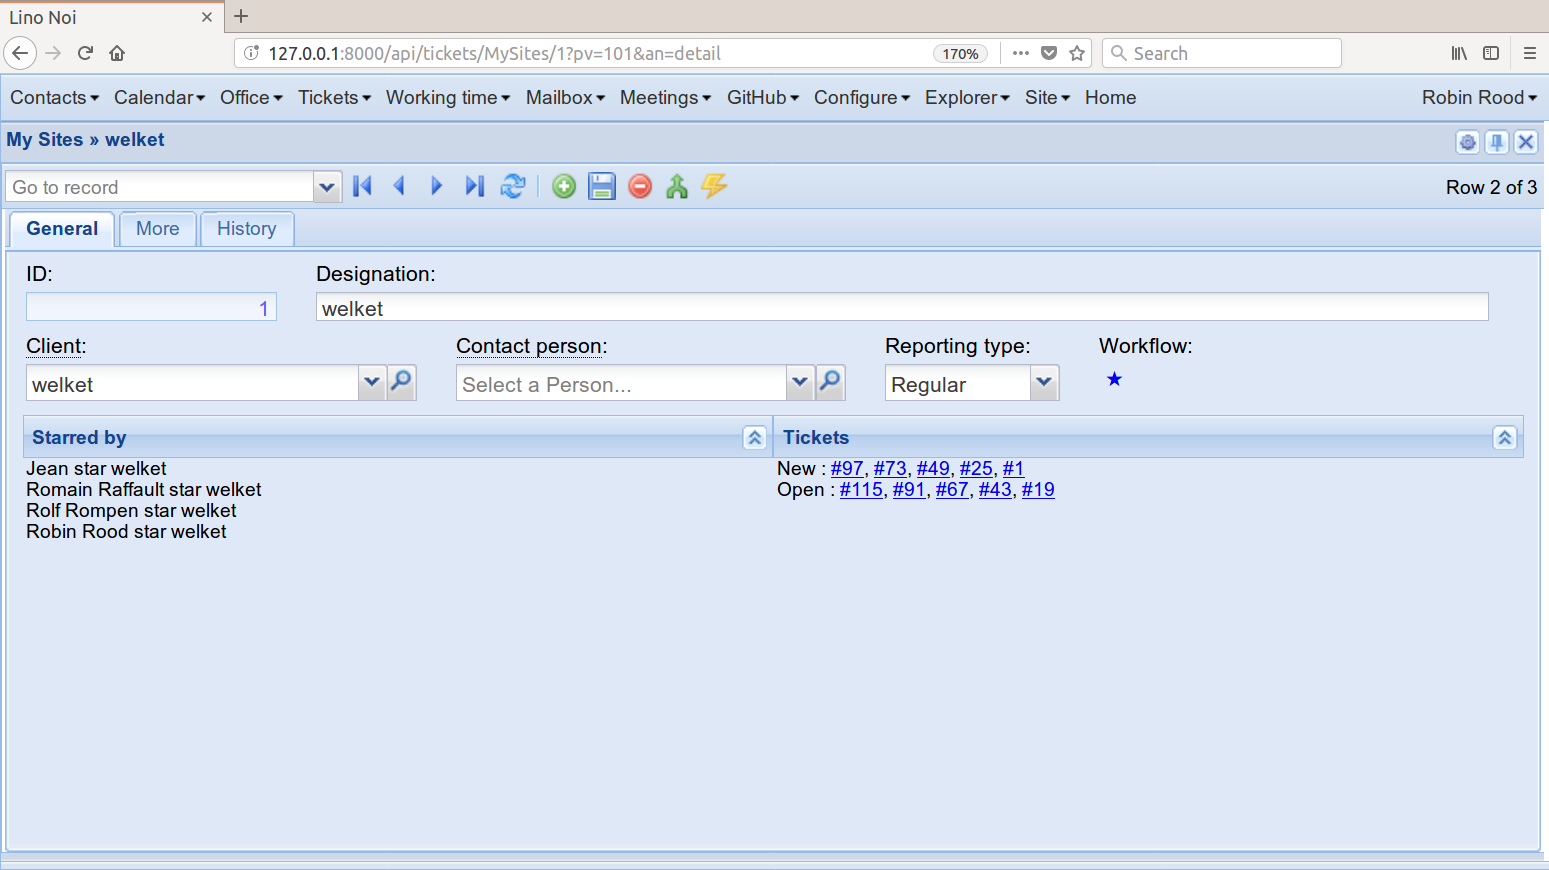 Lino Noi
127.0.0.1:8000/api/tickets/MySites/1?pv=101&an=detail 170% Search
Contacts Calendar Office Tickets Working time Mailbox Meetings GitHub Configure Explorer Site Home Robin Rood
My Sites » welket
Go to record Row 2 of 3
General More History
ID: Designation:
1 welket
Client: Contact person: Reporting type: Workflow:
welket Select a Person... Regular
Starred by Tickets
Jean star welket New : #97, #73, #49, #25, #1
Romain Raffault star welket Open : #115, #91, #67, #43, #19
Rolf Rompen star welket
Robin Rood star welket